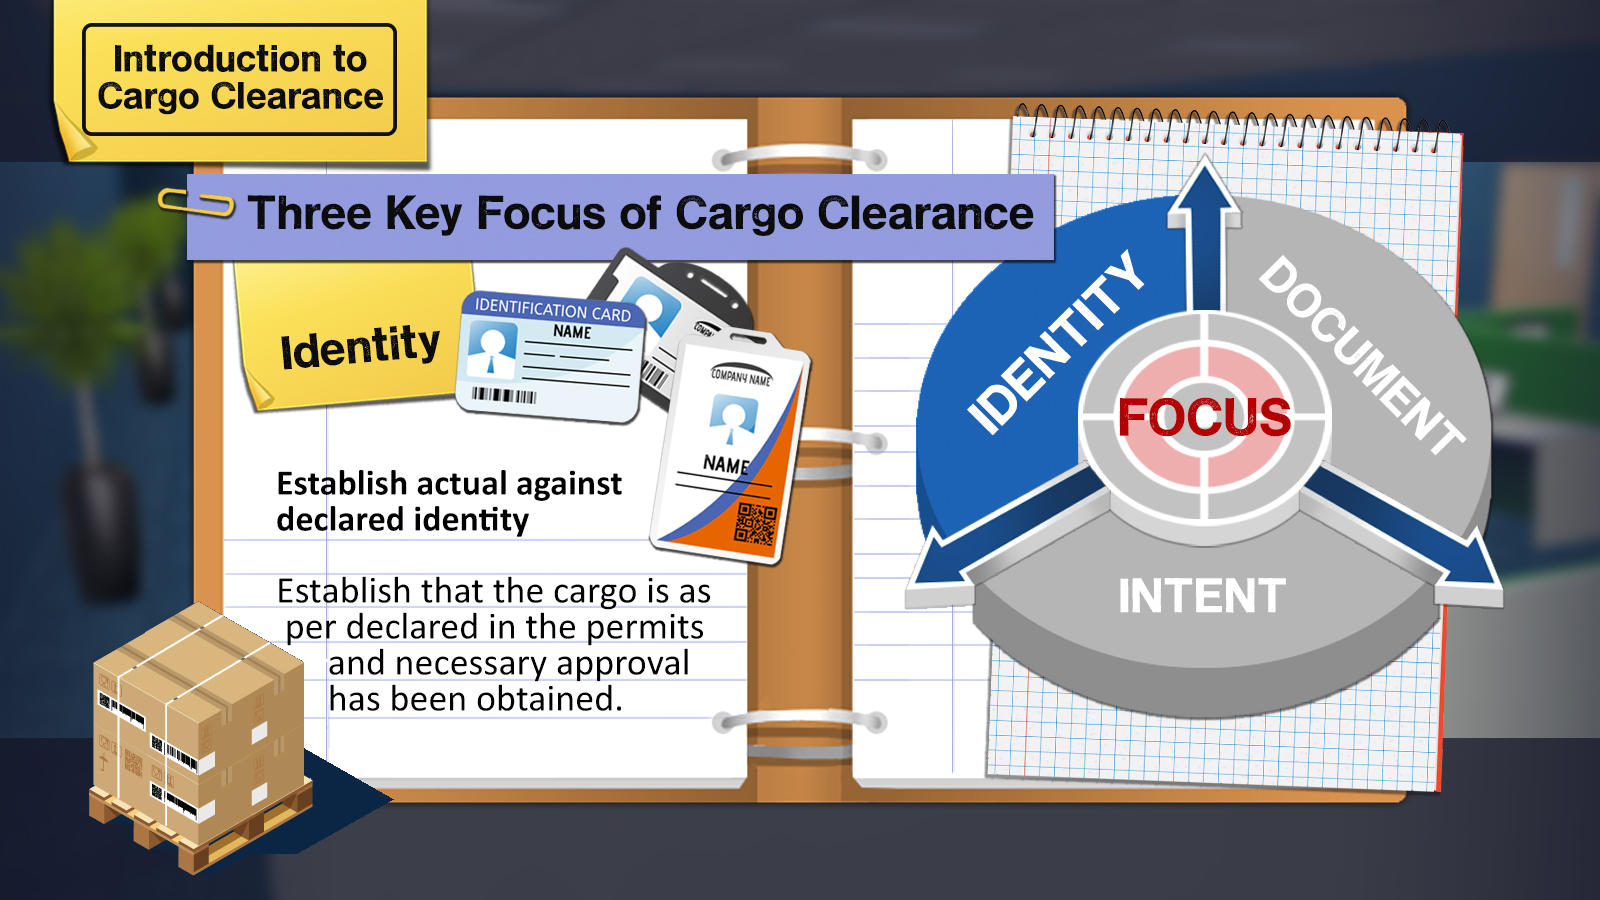 Introduction to
Cargo Clearance
Three Key Focus of Cargo Clearance
Identity
IDENTIFICATION CARD
NAME
COMPANY
COMPANY NAME
NAME
Establish actual against
declared identity
Establish that the cargo is as
per declared in the permits
and necessary approval
has been obtained.
IDENTITY
DOCUMENT
FOCUS
INTENT